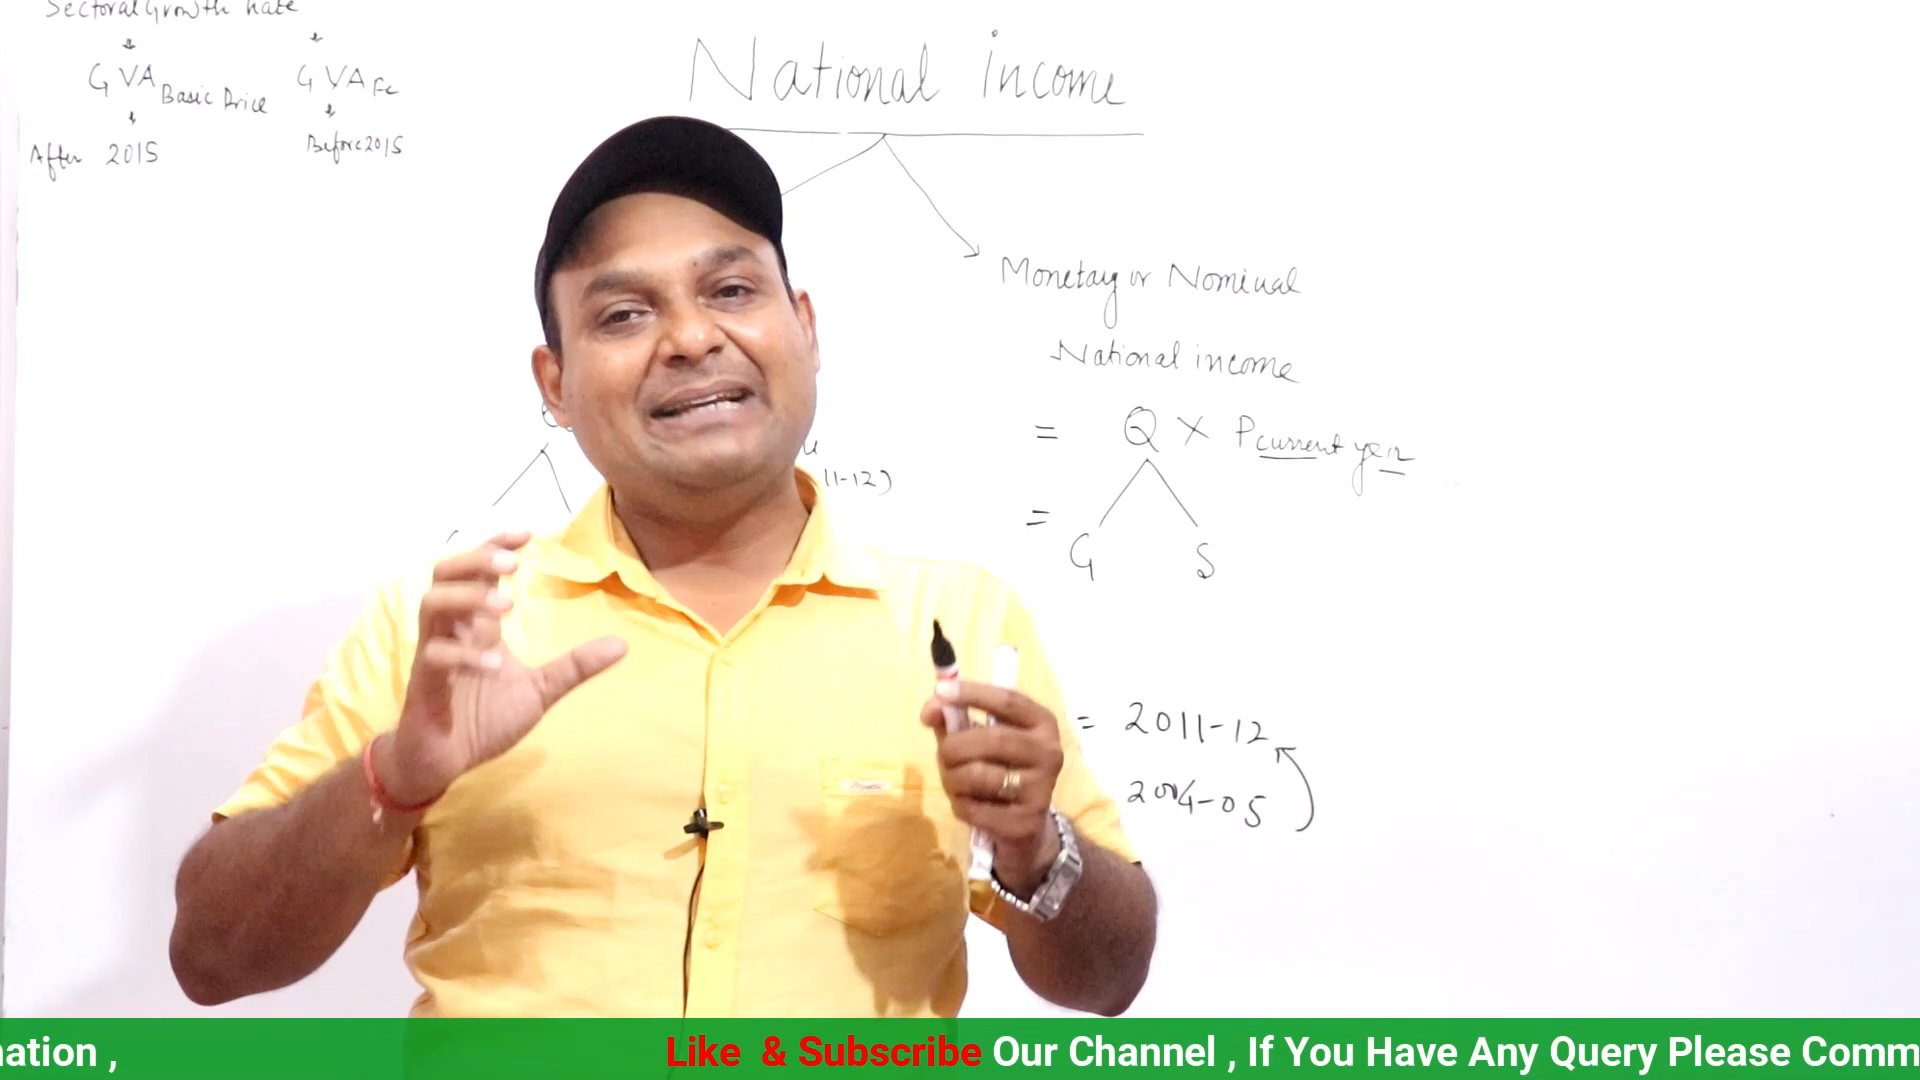 Sectoral Growth Rate
GVA Basic Price
GVA FC
After 2015
Before 2015
National income
Monetary or Nominal
National income
= Q X P current year
=
G S
11-12)
= 2011-12
2004-05
ation ,
Like & Subscribe Our Channel , If You Have Any Query Please Comm